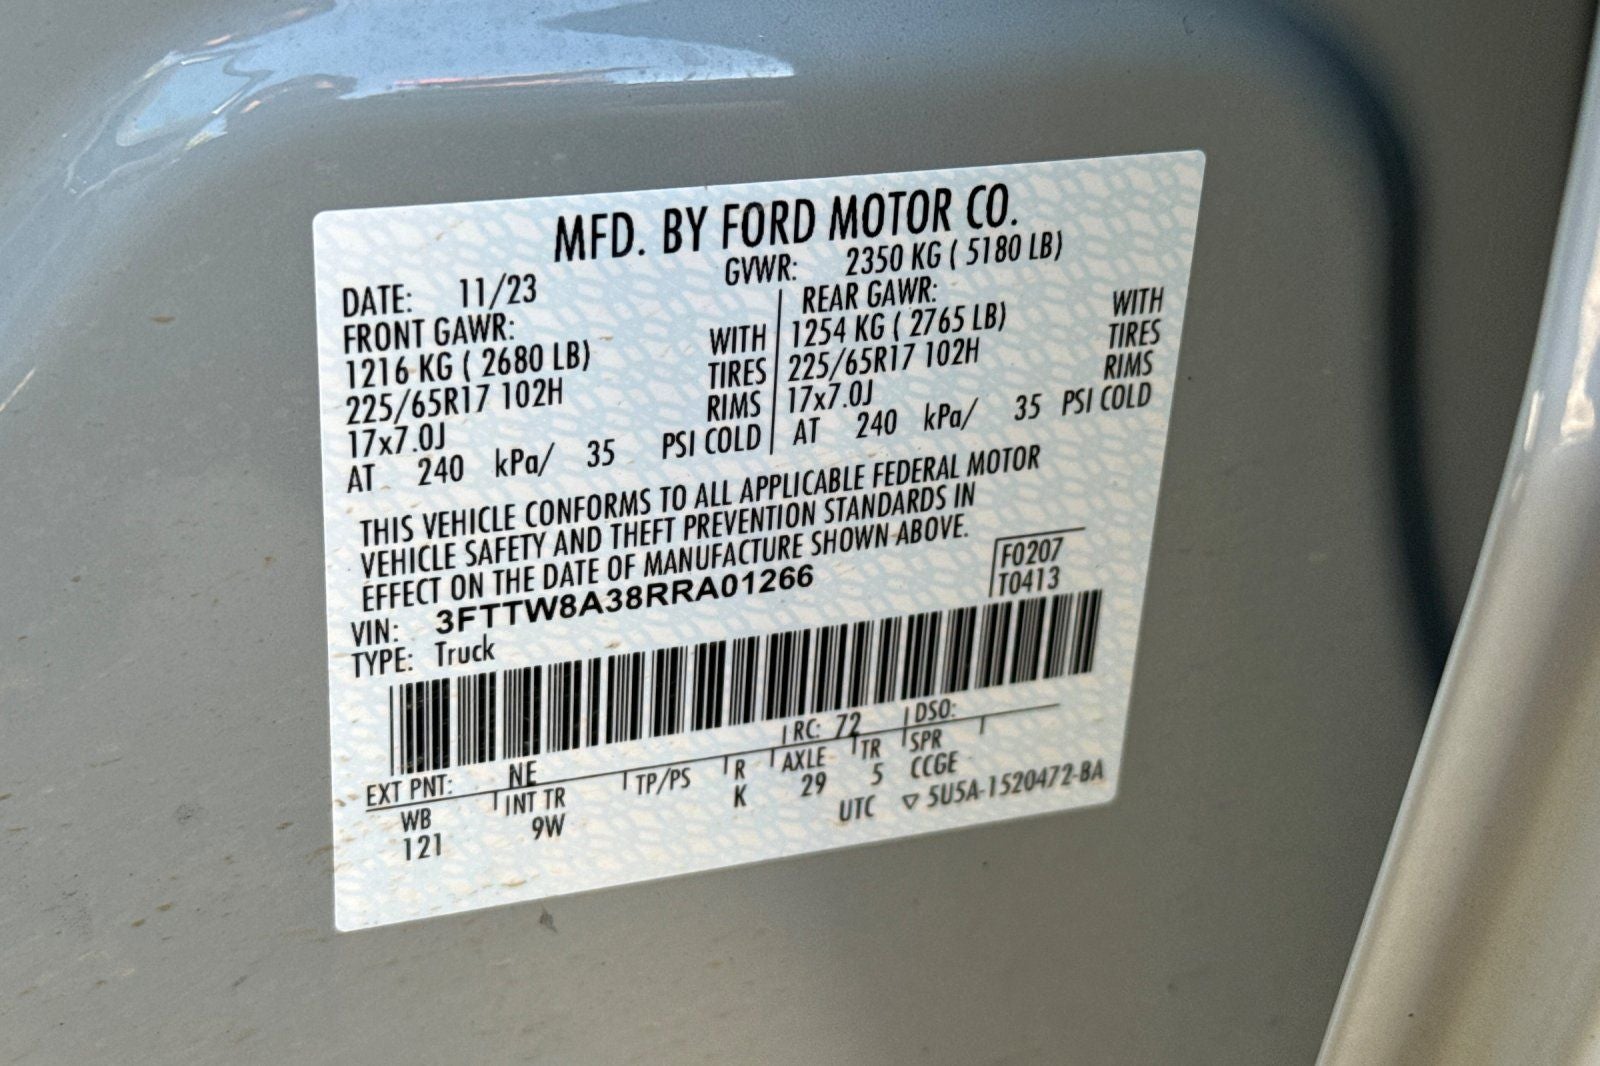 MFD. BY FORD MOTOR CO.
DATE: 11/23 GVWR: 2350 KG ( 5180 LB)
FRONT GAWR: REAR GAWR:
1216 KG ( 2680 LB) WITH 1254 KG ( 2765 LB) WITH
225/65R17 102H TIRES 225/65R17 102H TIRES
17x7.0J RIMS 17x7.0J RIMS
AT 240 kPa/ 35 PSI COLD AT 240 kPa/ 35 PSI COLD
THIS VEHICLE CONFORMS TO ALL APPLICABLE FEDERAL MOTOR
VEHICLE SAFETY AND THEFT PREVENTION STANDARDS IN
EFFECT ON THE DATE OF MANUFACTURE SHOWN ABOVE.
VIN: 3FTTW8A38RRA01266 F0207
TYPE: Truck T0413
EXT PNT: NE RC: 72 DSO:
WB INT TR TP/PS R AXLE TR SPR
121 9W K 29 5 CCGE
UTC ▽ 5U5A-1520472-BA